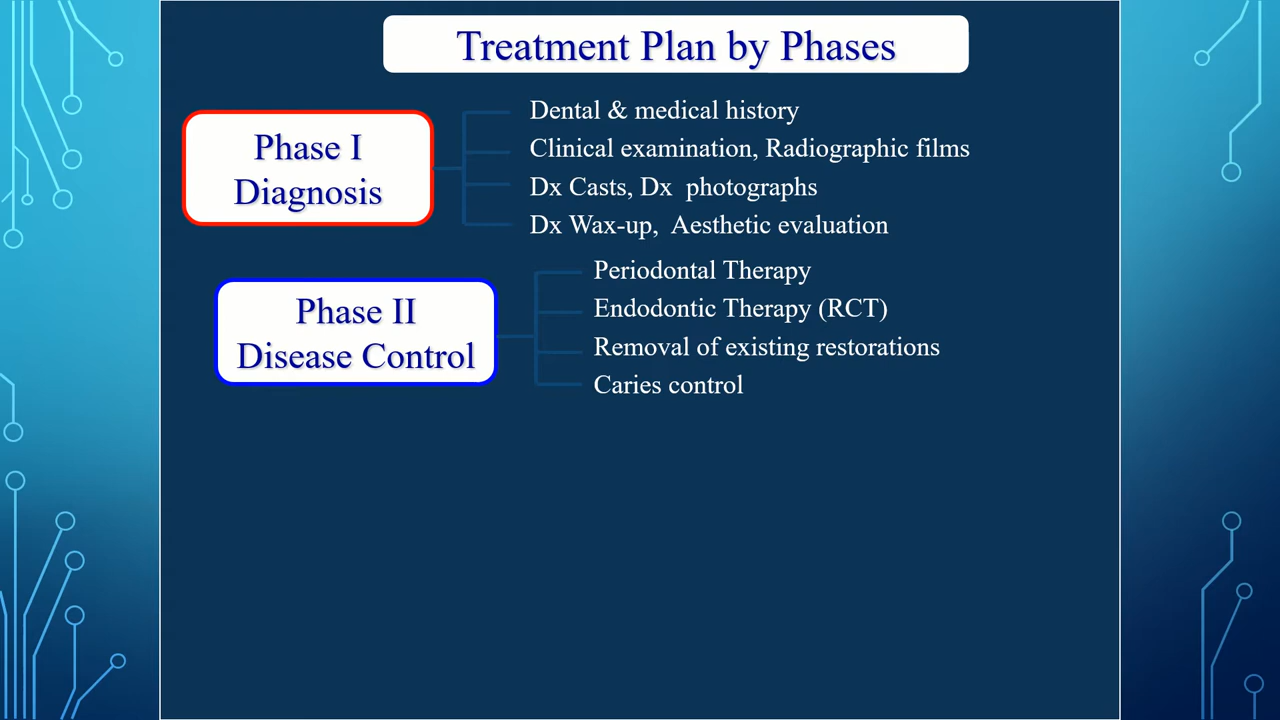 Treatment Plan by Phases
Phase I
Diagnosis
Dental & medical history
Clinical examination, Radiographic films
Dx Casts, Dx  photographs
Dx Wax-up,  Aesthetic evaluation
Phase II
Disease Control
Periodontal Therapy
Endodontic Therapy (RCT)
Removal of existing restorations
Caries control